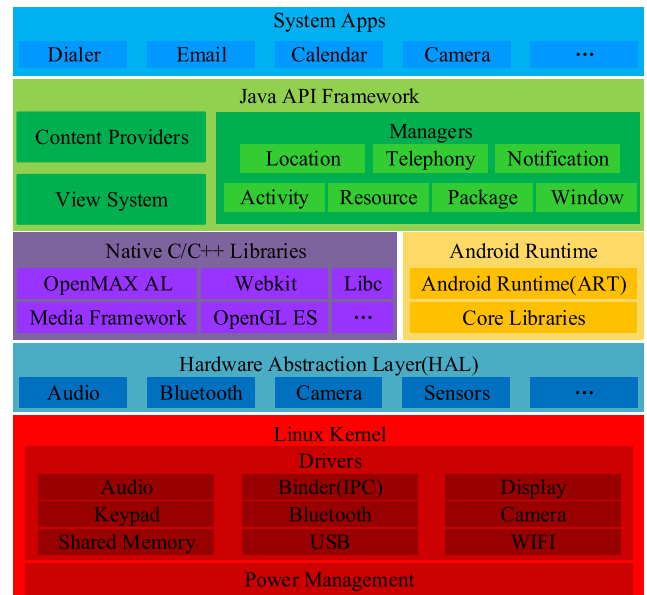 System Apps
Dialer Email Calendar Camera ...
Java API Framework
Content Providers
View System
Managers
Location Telephony Notification
Activity Resource Package Window
Native C/C++ Libraries
OpenMAX AL Webkit Libc
Media Framework OpenGL ES ...
Android Runtime
Android Runtime(ART)
Core Libraries
Hardware Abstraction Layer(HAL)
Audio Bluetooth Camera Sensors ...
Linux Kernel
Drivers
Audio Binder(IPC) Display
Keypad Bluetooth Camera
Shared Memory USB WIFI
Power Management